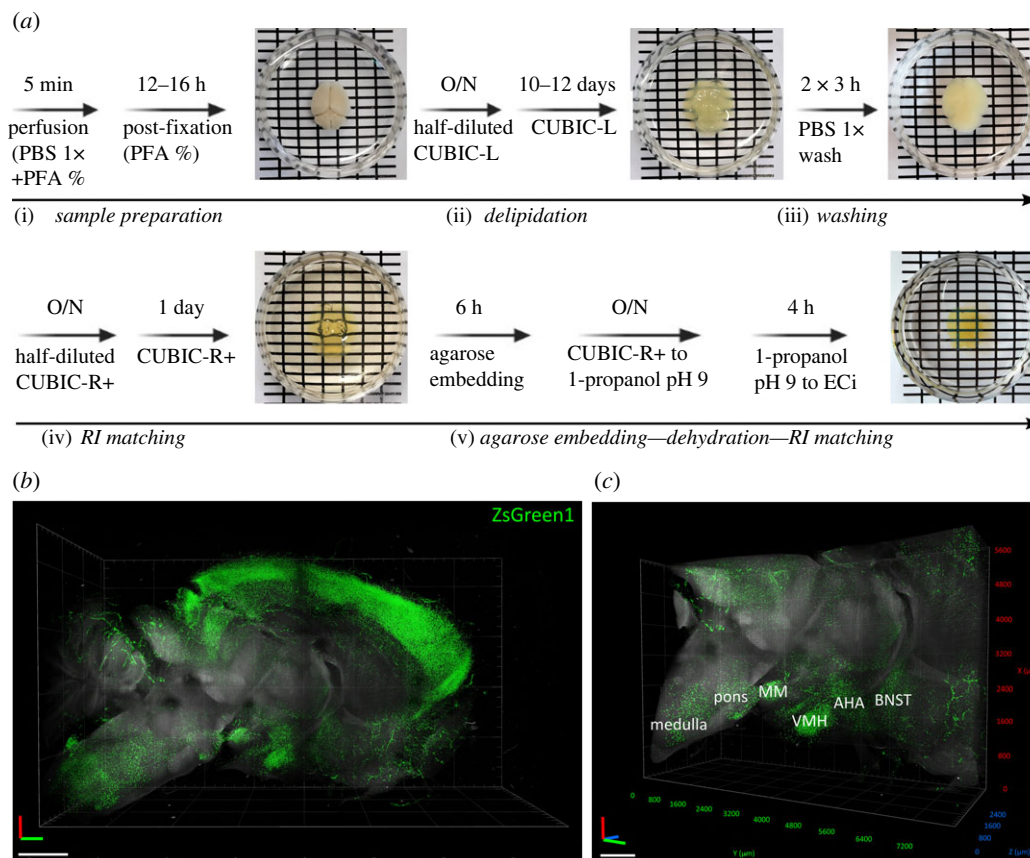 (a)
5 min
perfusion
(PBS 1×
+PFA %
12–16 h
post-fixation
(PFA %)
O/N
half-diluted
CUBIC-L
10–12 days
CUBIC-L
2 × 3 h
PBS 1×
wash
(i) sample preparation
(ii) delipidation
(iii) washing
O/N
half-diluted
CUBIC-R+
1 day
CUBIC-R+
6 h
agarose
embedding
O/N
CUBIC-R+ to
1-propanol pH 9
4 h
1-propanol
pH 9 to ECi
(iv) RI matching
(v) agarose embedding—dehydration—RI matching
(b)
ZsGreen1
(c)
medulla
pons
MM
VMH
AHA
BNST
5600
4800
4000
3200
2400
1600
800
0
X (µm)
0
800
1600
2400
3200
4000
4800
5600
6400
7200
Y (µm)
2400
1600
800
0
Z (µm)